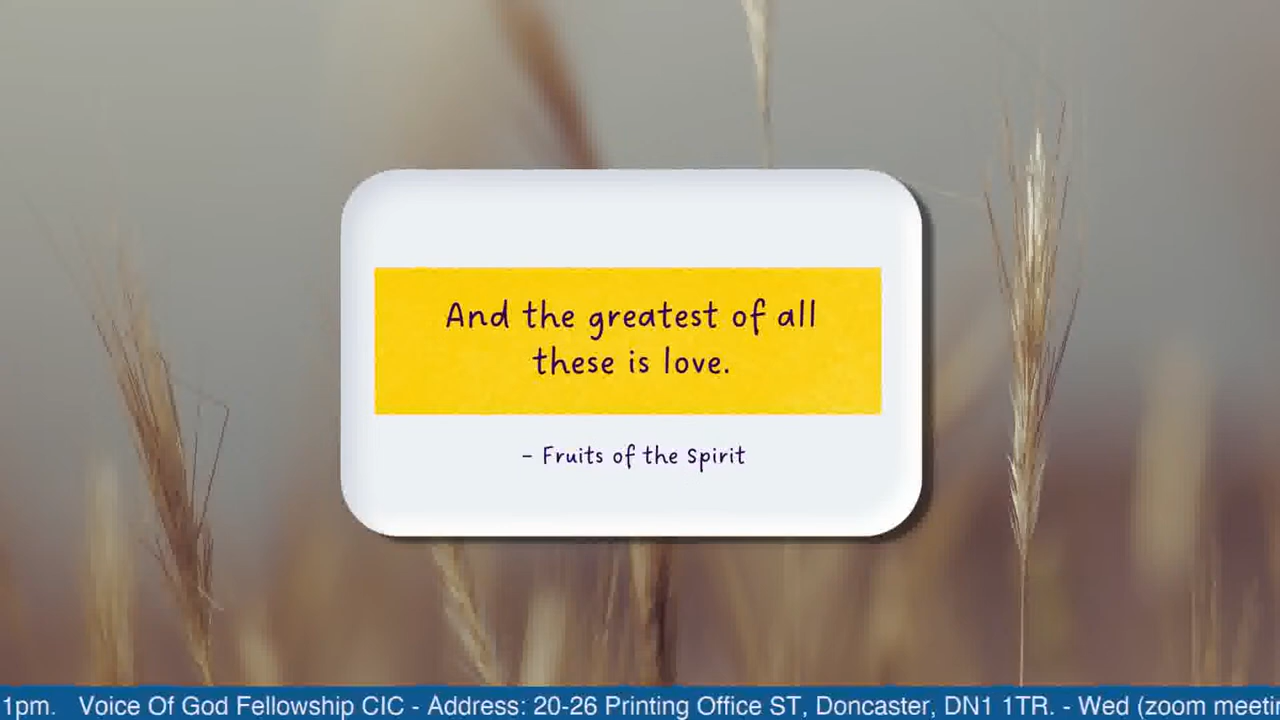 And the greatest of all
these is love.
- Fruits of the Spirit
1pm. Voice Of God Fellowship CIC - Address: 20-26 Printing Office ST, Doncaster, DN1 1TR. - Wed (zoom